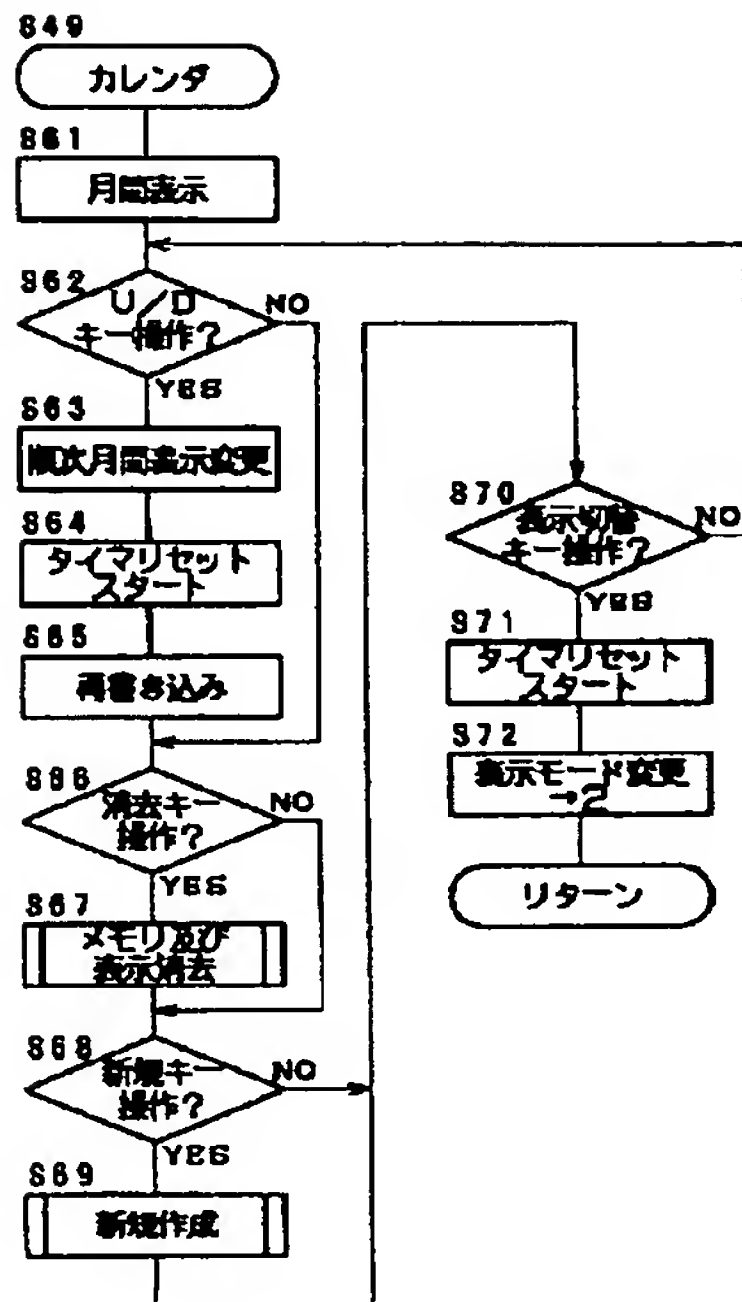 S49
カレンダ
S61
月間表示
S62
U/D
キー操作?
NO
YES
S63
順次月間表示変更
S64
タイマリセット
スタート
S65
再書き込み
S66
消去キー
操作?
NO
YES
S67
メモリ及び
表示消去
S68
新規キー
操作?
NO
YES
S69
新規作成
S70
表示切替
キー操作?
NO
YES
S71
タイマリセット
スタート
S72
表示モード変更
リターン